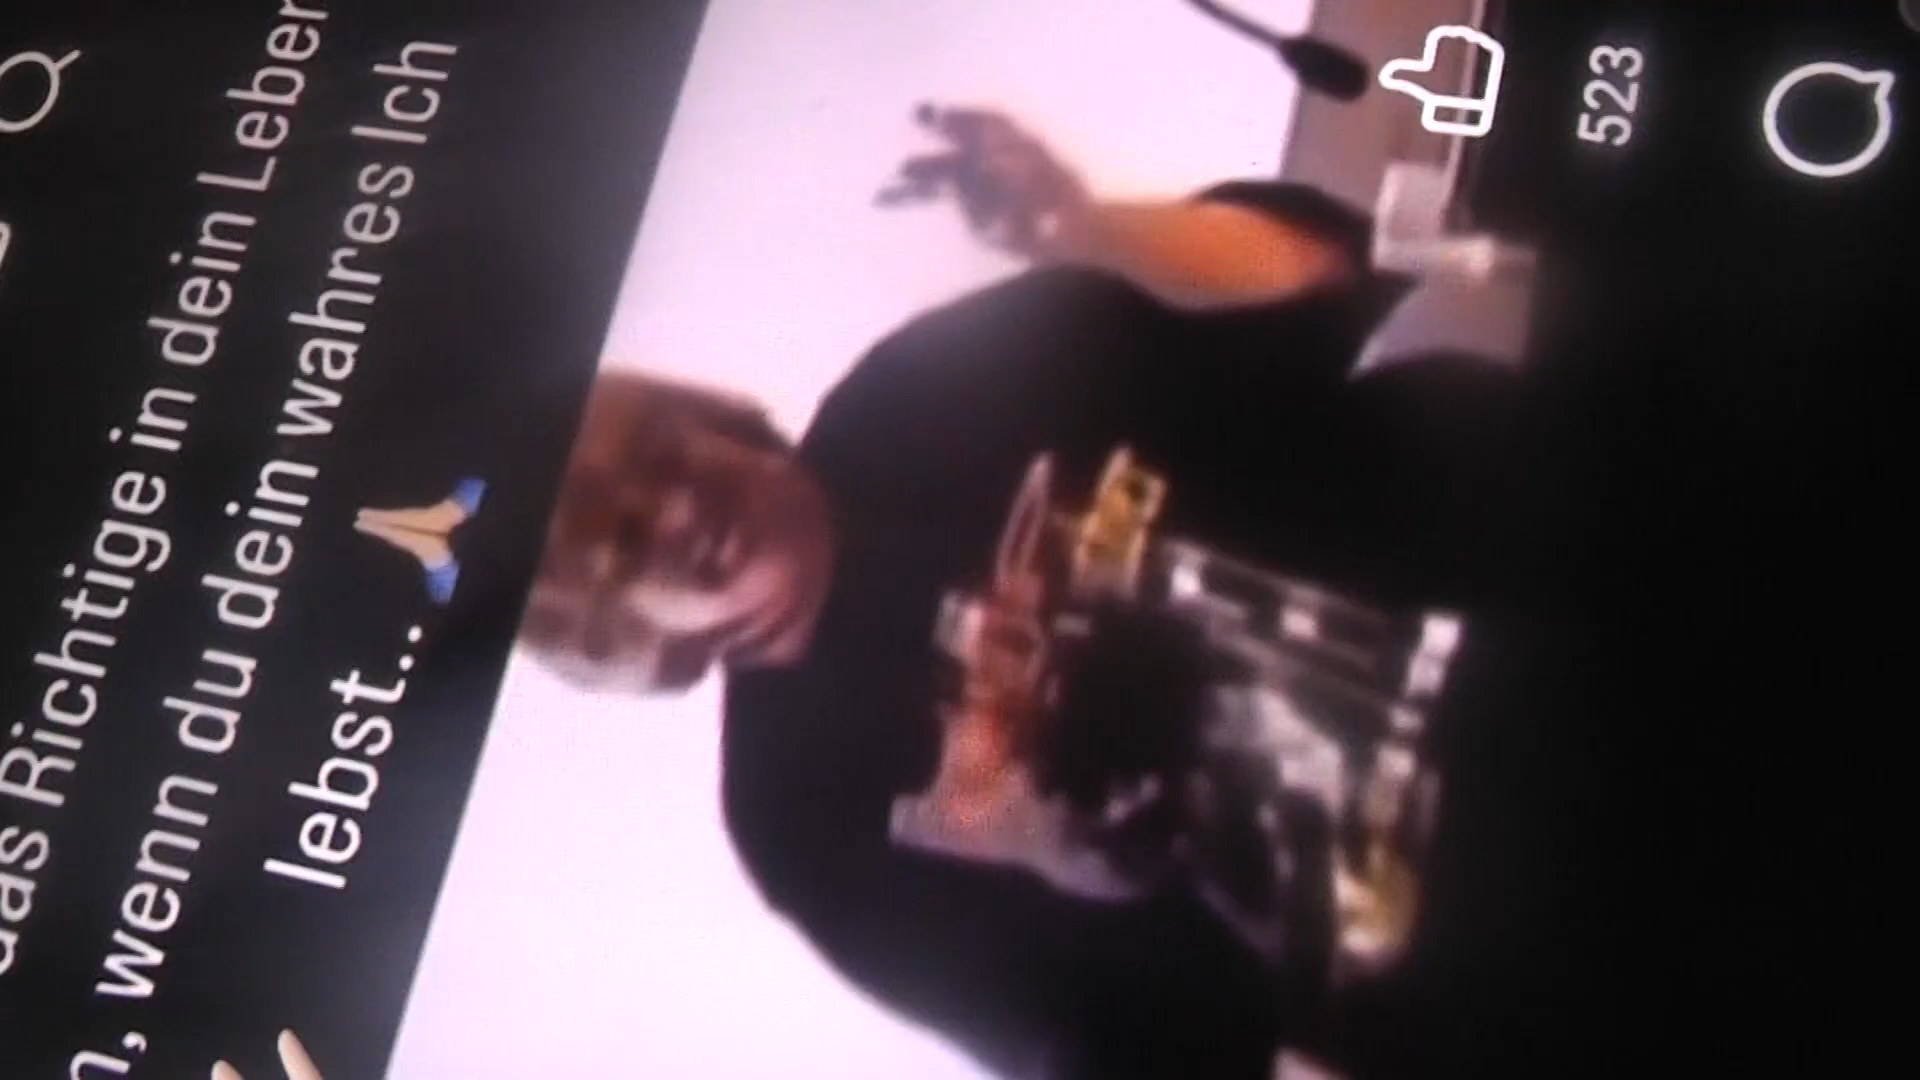 das Richtige in dein Leben
, wenn du dein wahres Ich
lebst.. 🙏🏼
523